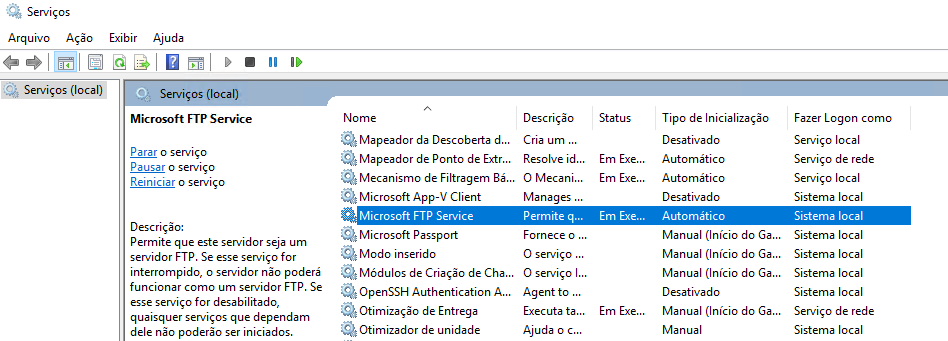 Serviços
Arquivo Ação Exibir Ajuda
Serviços (local)
Serviços (local)
Microsoft FTP Service
Parar o serviço
Pausar o serviço
Reiniciar o serviço
Descrição:
Permite que este servidor seja um
servidor FTP. Se esse serviço for
interrompido, o servidor não poderá
funcionar como um servidor FTP. Se
esse serviço for desabilitado,
quaisquer serviços que dependam
dele não poderão ser iniciados.
Nome Descrição Status Tipo de Inicialização Fazer Logon como
Mapeador da Descoberta d... Cria um ... Desativado Serviço local
Mapeador de Ponto de Extr... Resolve id... Em Exe... Automático Serviço de rede
Mecanismo de Filtragem Bá... O Mecani... Em Exe... Automático Serviço local
Microsoft App-V Client Manages ... Desativado Sistema local
Microsoft FTP Service Permite q... Em Exe... Automático Sistema local
Microsoft Passport Fornece o ... Manual (Início do Ga... Sistema local
Modo inserido O serviço ... Manual (Início do Ga... Sistema local
Módulos de Criação de Cha... O serviço I... Manual (Início do Ga... Sistema local
OpenSSH Authentication A... Agent to ... Desativado Sistema local
Otimização de Entrega Executa ta... Em Exe... Manual (Início do Ga... Serviço de rede
Otimizador de unidade Ajuda o c... Manual Sistema local